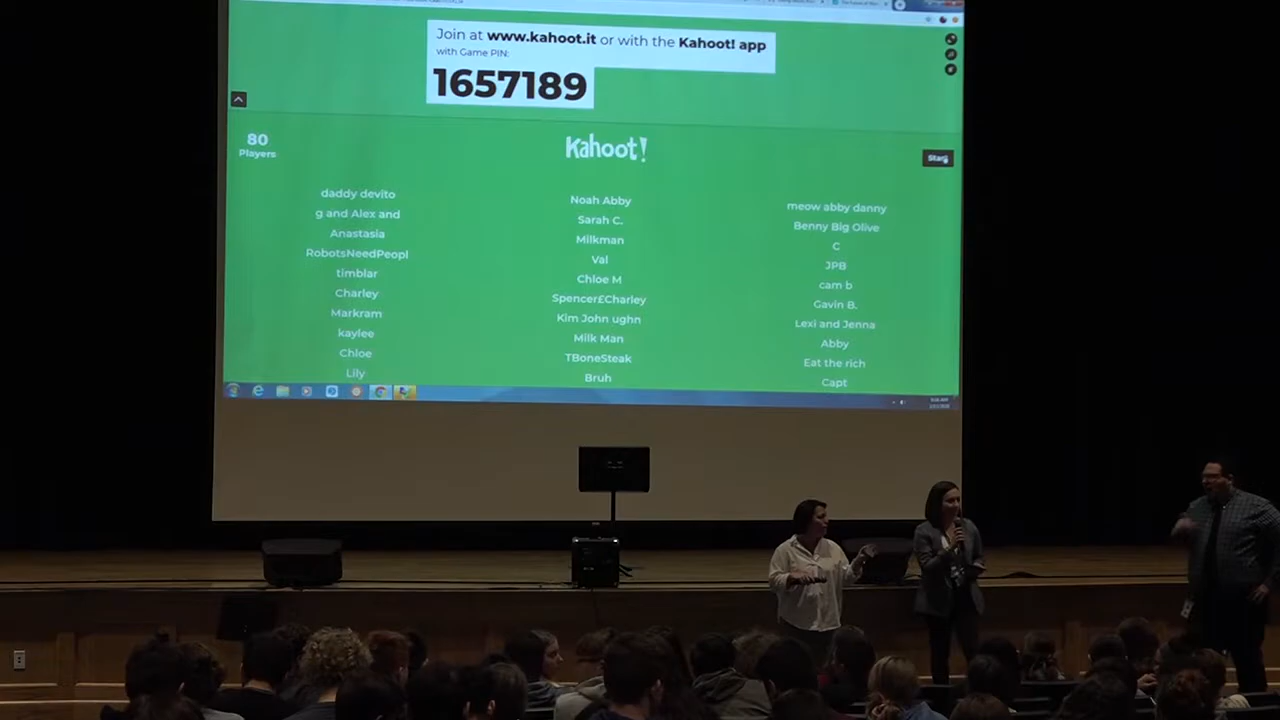 Join at www.kahoot.it or with the Kahoot! app
with Game PIN:
1657189
80
Players
Kahoot!
Start
daddy devito
g and Alex and
Anastasia
RobotsNeedPeopl
timblar
Charley
Markram
kaylee
Chloe
Lily
Noah Abby
Sarah C.
Milkman
Val
Chloe M
Spencer£Charley
Kim John ughn
Milk Man
TBoneSteak
Bruh
meow abby danny
Benny Big Olive
C
JPB
cam b
Gavin B.
Lexi and Jenna
Abby
Eat the rich
Capt